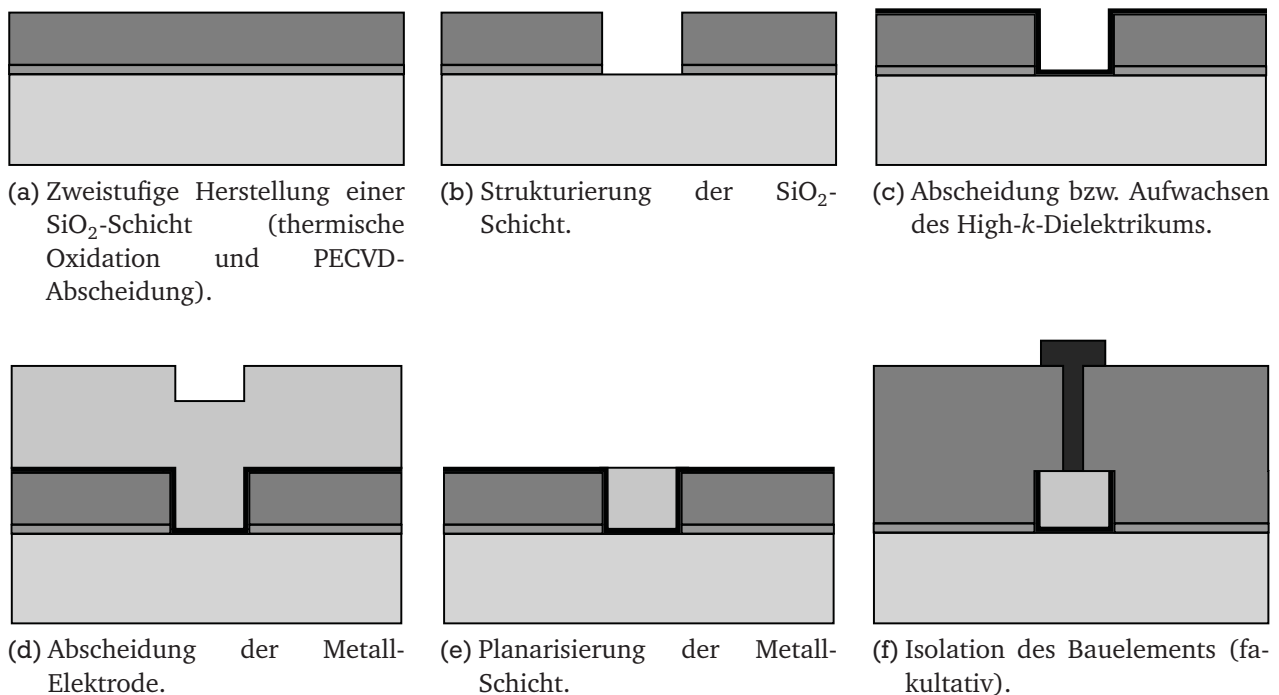 (a) Zweistufige Herstellung einer
SiO₂-Schicht (thermische
Oxidation und PECVD-
Abscheidung).
(b) Strukturierung der SiO₂-
Schicht.
(c) Abscheidung bzw. Aufwachsen
des High-k-Dielektrikums.
(d) Abscheidung der Metall-
Elektrode.
(e) Planarisierung der Metall-
Schicht.
(f) Isolation des Bauelements (fa-
kultativ).